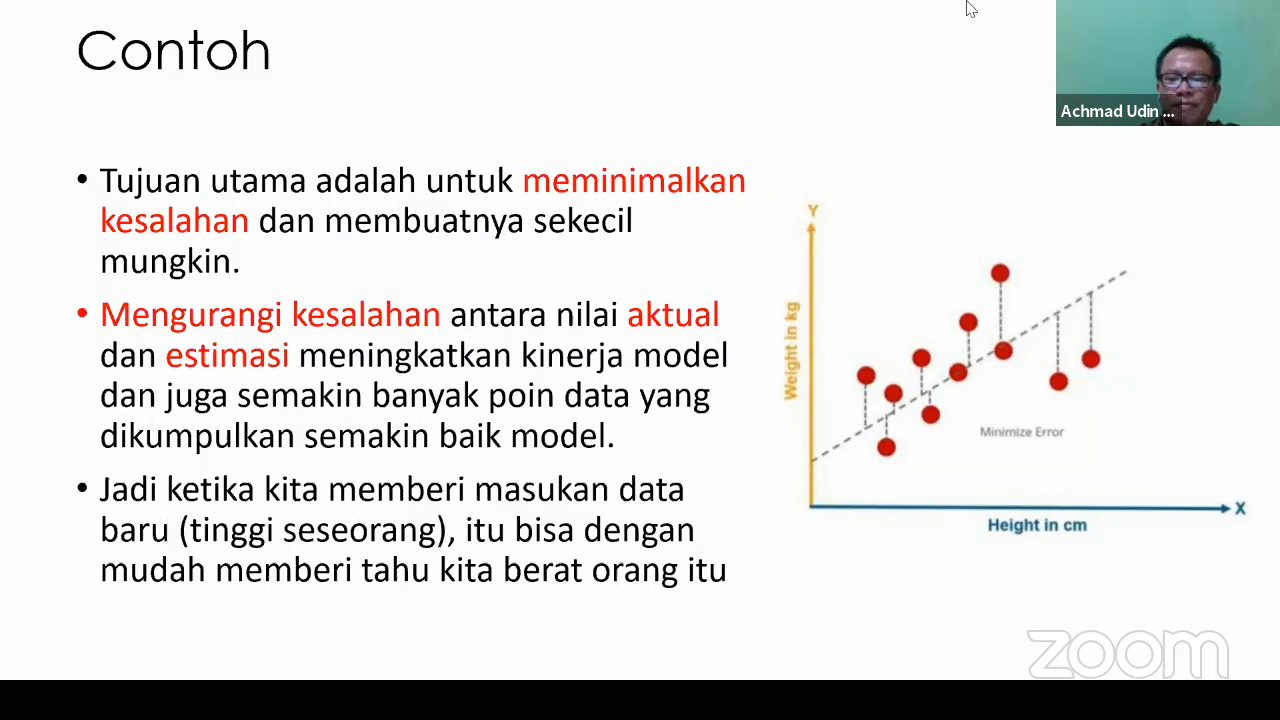 Contoh
Achmad Udin ...
• Tujuan utama adalah untuk meminimalkan
kesalahan dan membuatnya sekecil
mungkin.
• Mengurangi kesalahan antara nilai aktual
dan estimasi meningkatkan kinerja model
dan juga semakin banyak poin data yang
dikumpulkan semakin baik model.
• Jadi ketika kita memberi masukan data
baru (tinggi seseorang), itu bisa dengan
mudah memberi tahu kita berat orang itu
Y
Weight in kg
Minimize Error
X
Height in cm
zoom